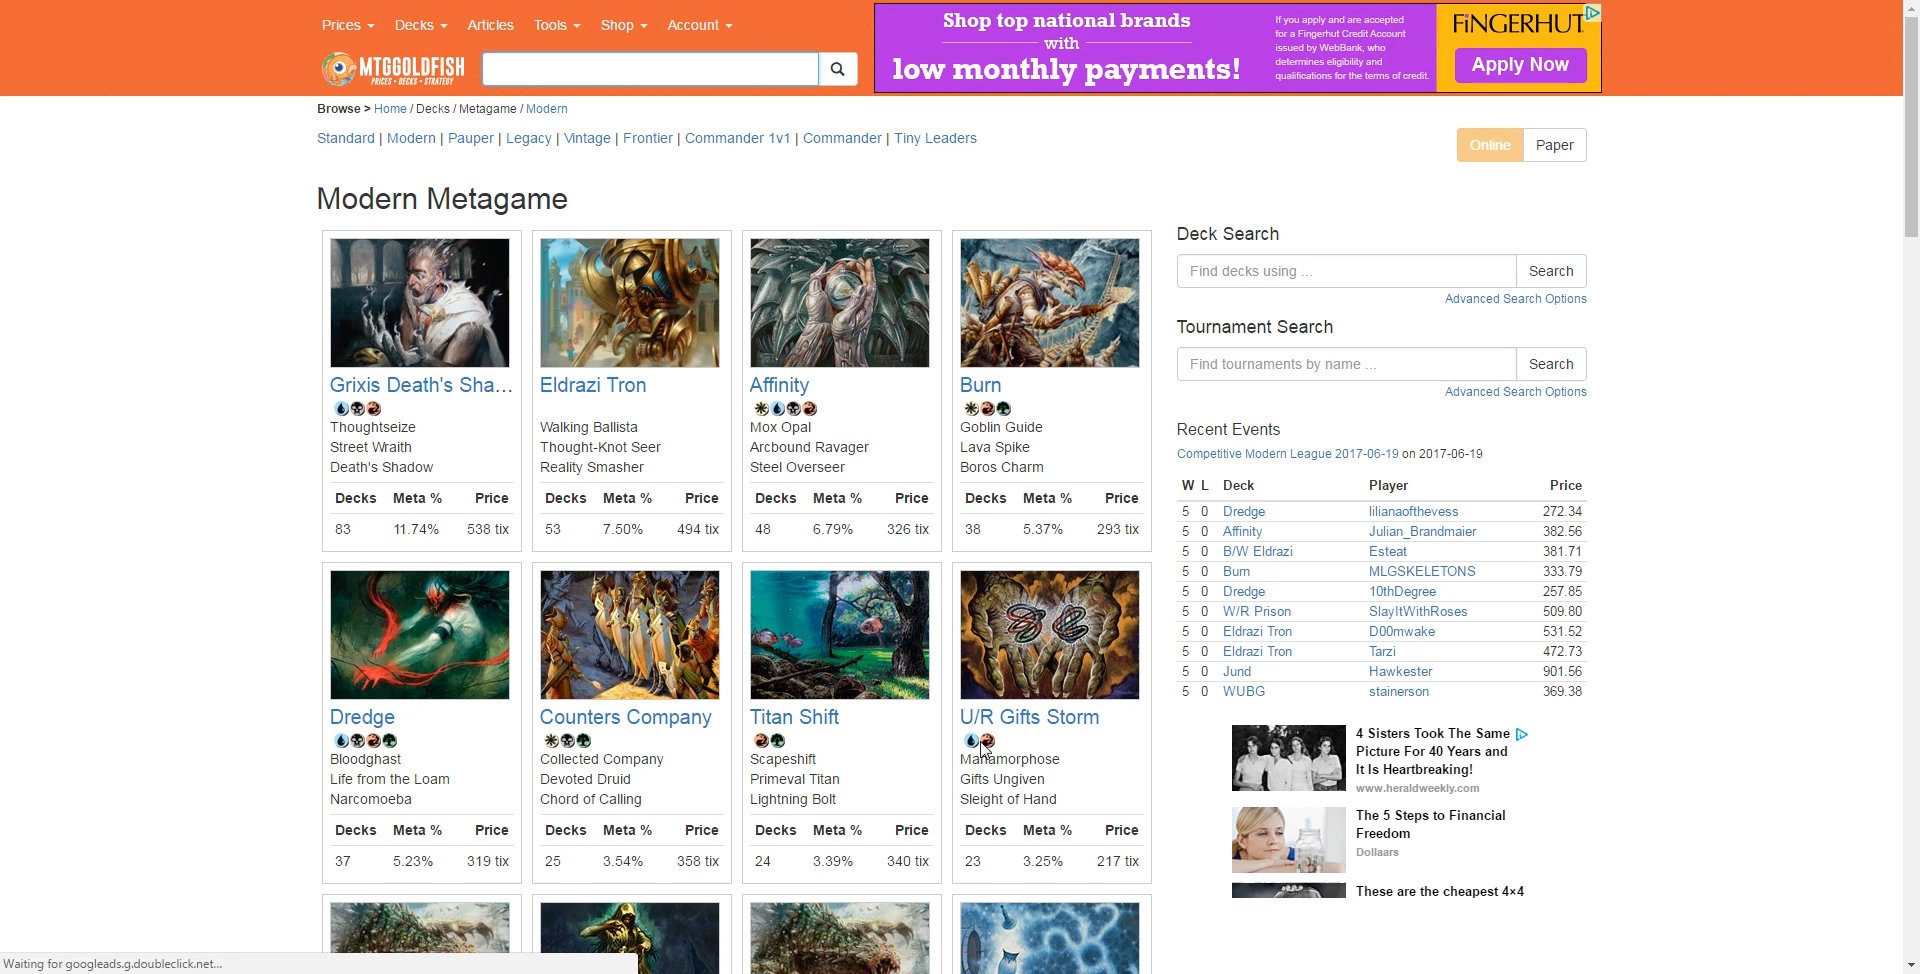 Prices Decks Articles Tools Shop Account
MTGGOLDFISH
PRICES • DECKS • STRATEGY
Shop top national brands
with
low monthly payments!
If you apply and are accepted
for a Fingerhut Credit Account
issued by WebBank, who
determines eligibility and
qualifications for the terms of credit.
FINGERHUT
Apply Now
Browse > Home / Decks / Metagame / Modern
Standard | Modern | Pauper | Legacy | Vintage | Frontier | Commander 1v1 | Commander | Tiny Leaders
Online Paper
Modern Metagame
Grixis Death's Sha...
Thoughtseize
Street Wraith
Death's Shadow
Decks Meta % Price
83 11.74% 538 tix
Eldrazi Tron
Walking Ballista
Thought-Knot Seer
Reality Smasher
Decks Meta % Price
53 7.50% 494 tix
Affinity
Mox Opal
Arcbound Ravager
Steel Overseer
Decks Meta % Price
48 6.79% 326 tix
Burn
Goblin Guide
Lava Spike
Boros Charm
Decks Meta % Price
38 5.37% 293 tix
Dredge
Bloodghast
Life from the Loam
Narcomoeba
Decks Meta % Price
37 5.23% 319 tix
Counters Company
Collected Company
Devoted Druid
Chord of Calling
Decks Meta % Price
25 3.54% 358 tix
Titan Shift
Scapeshift
Primeval Titan
Lightning Bolt
Decks Meta % Price
24 3.39% 340 tix
U/R Gifts Storm
Manamorphose
Gifts Ungiven
Sleight of Hand
Decks Meta % Price
23 3.25% 217 tix
Deck Search
Find decks using ... Search
Advanced Search Options
Tournament Search
Find tournaments by name ... Search
Advanced Search Options
Recent Events
Competitive Modern League 2017-06-19 on 2017-06-19
W L Deck Player Price
5 0 Dredge lilianaofthevess 272.34
5 0 Affinity Julian_Brandmaier 382.56
5 0 B/W Eldrazi Esteat 381.71
5 0 Burn MLGSKELETONS 333.79
5 0 Dredge 10thDegree 257.85
5 0 W/R Prison SlayItWithRoses 509.80
5 0 Eldrazi Tron D00mwake 531.52
5 0 Eldrazi Tron Tarzi 472.73
5 0 Jund Hawkester 901.56
5 0 WUBG stainerson 369.38
4 Sisters Took The Same
Picture For 40 Years and
It Is Heartbreaking!
www.heraldweekly.com
The 5 Steps to Financial
Freedom
Dollaars
These are the cheapest 4×4
Waiting for googleads.g.doubleclick.net...